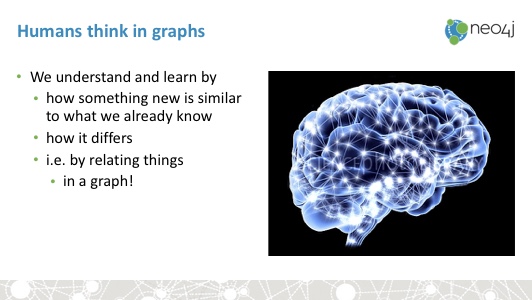 Humans think in graphs
neo4j
We understand and learn by
how something new is similar
to what we already know
how it differs
i.e. by relating things
in a graph!